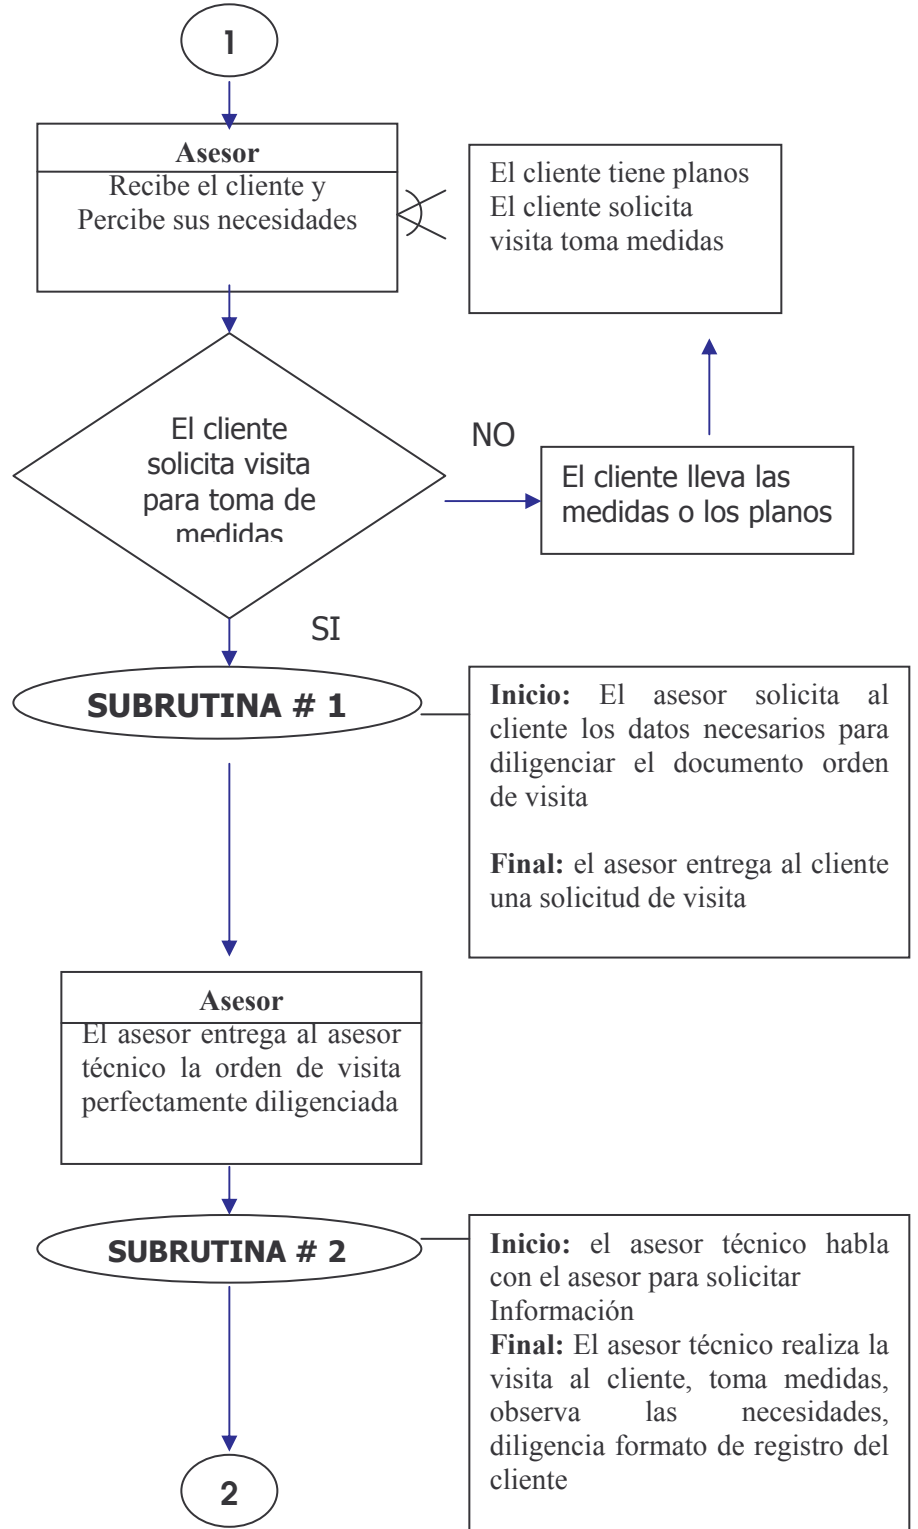 1
Asesor
Recibe el cliente y
Percibe sus necesidades
El cliente tiene planos
El cliente solicita
visita toma medidas
El cliente
solicita visita
para toma de
medidas
NO
El cliente lleva las
medidas o los planos
SI
SUBRUTINA # 1
Inicio: El asesor solicita al
cliente los datos necesarios para
diligenciar el documento orden
de visita
Final: el asesor entrega al cliente
una solicitud de visita
Asesor
El asesor entrega al asesor
técnico la orden de visita
perfectamente diligenciada
SUBRUTINA # 2
Inicio: el asesor técnico habla
con el asesor para solicitar
Información
Final: El asesor técnico realiza la
visita al cliente, toma medidas,
observa las necesidades,
diligencia formato de registro del
cliente
2